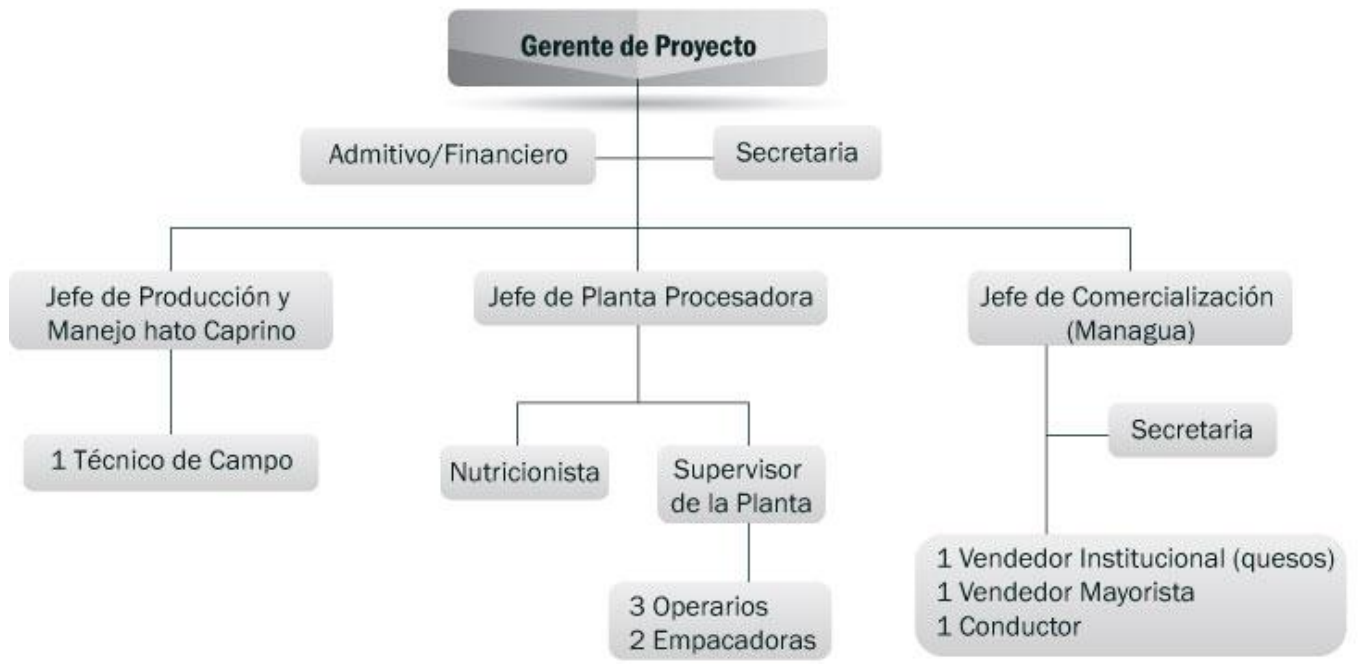 Gerente de Proyecto
Admitivo/Financiero
Secretaria
Jefe de Producción y
Manejo hato Caprino
Jefe de Planta Procesadora
Jefe de Comercialización
(Managua)
1 Técnico de Campo
Nutricionista
Supervisor
de la Planta
Secretaria
3 Operarios
2 Empacadoras
1 Vendedor Institucional (quesos)
1 Vendedor Mayorista
1 Conductor